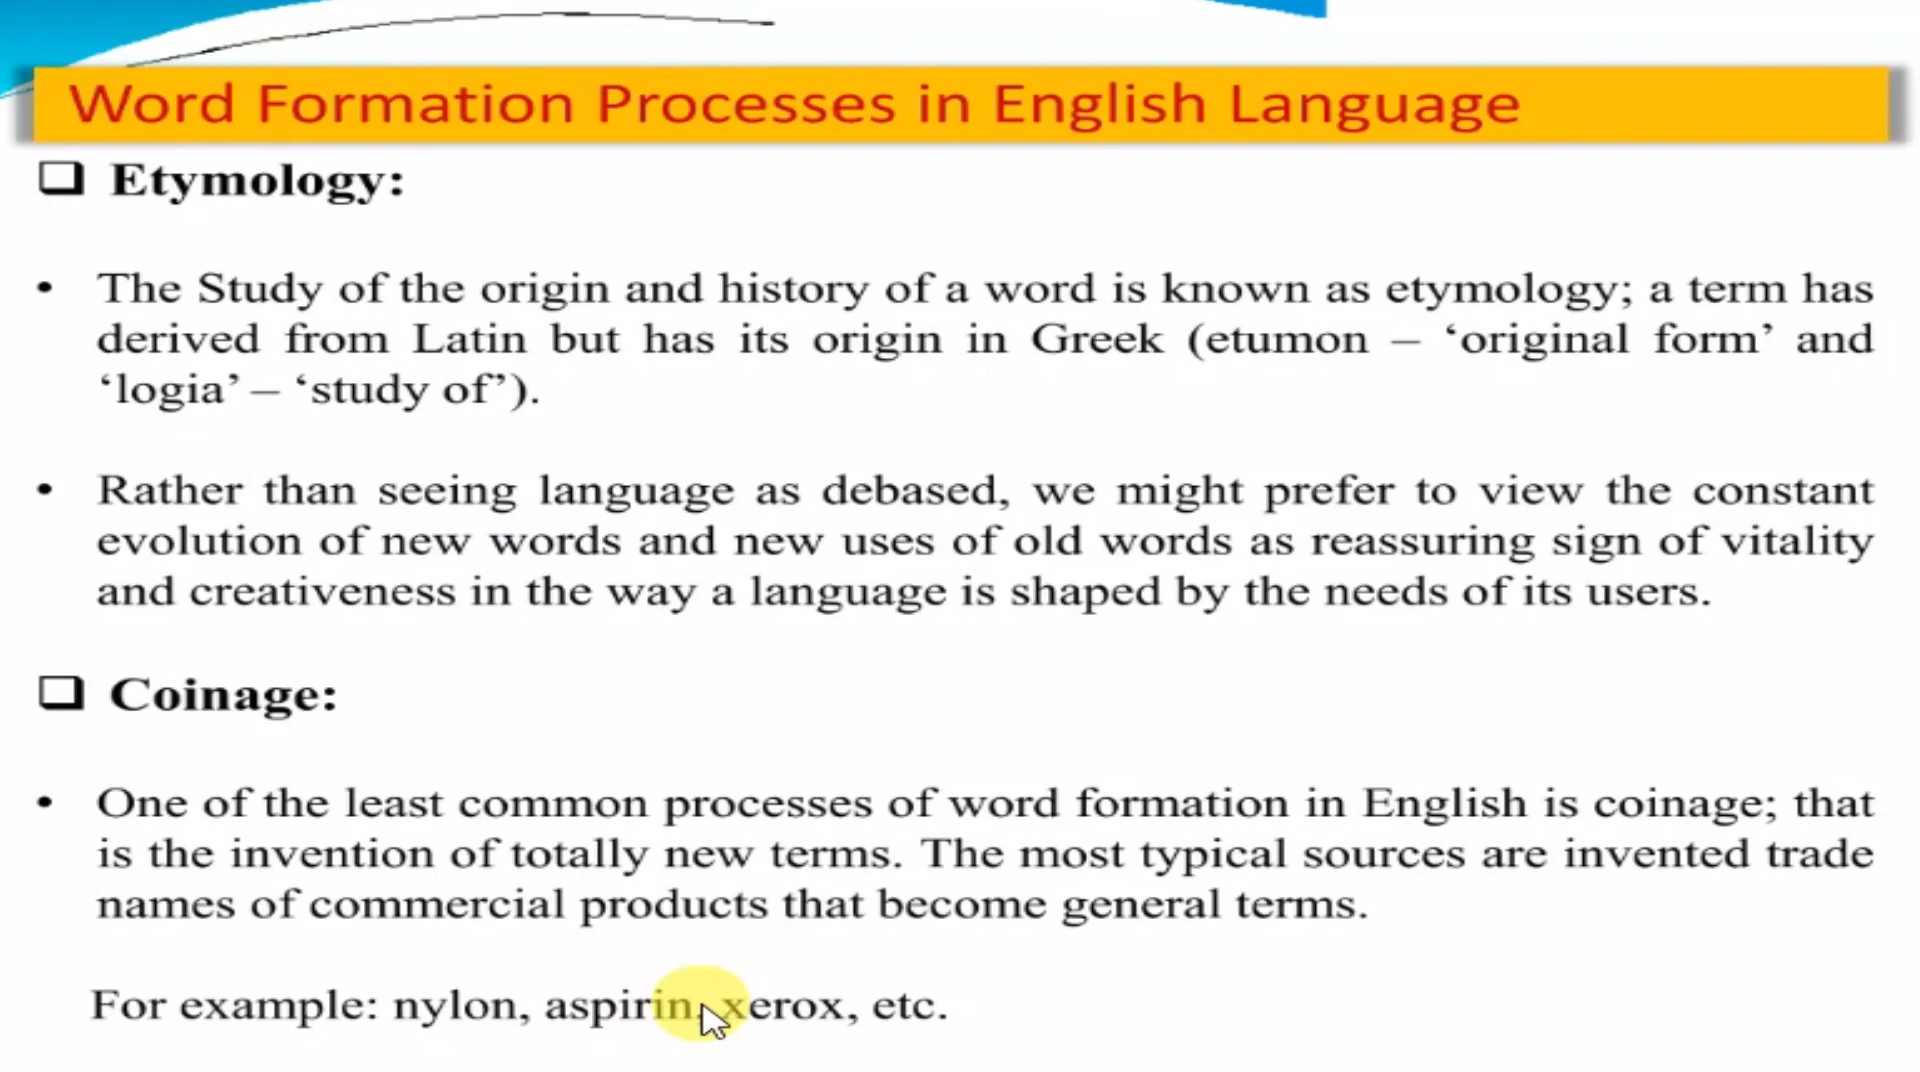 Word Formation Processes in English Language
Etymology:
• The Study of the origin and history of a word is known as etymology; a term has
derived from Latin but has its origin in Greek (etumon – ‘original form’ and
‘logia’ – ‘study of’).
• Rather than seeing language as debased, we might prefer to view the constant
evolution of new words and new uses of old words as reassuring sign of vitality
and creativeness in the way a language is shaped by the needs of its users.
Coinage:
• One of the least common processes of word formation in English is coinage; that
is the invention of totally new terms. The most typical sources are invented trade
names of commercial products that become general terms.
For example: nylon, aspirin, xerox, etc.